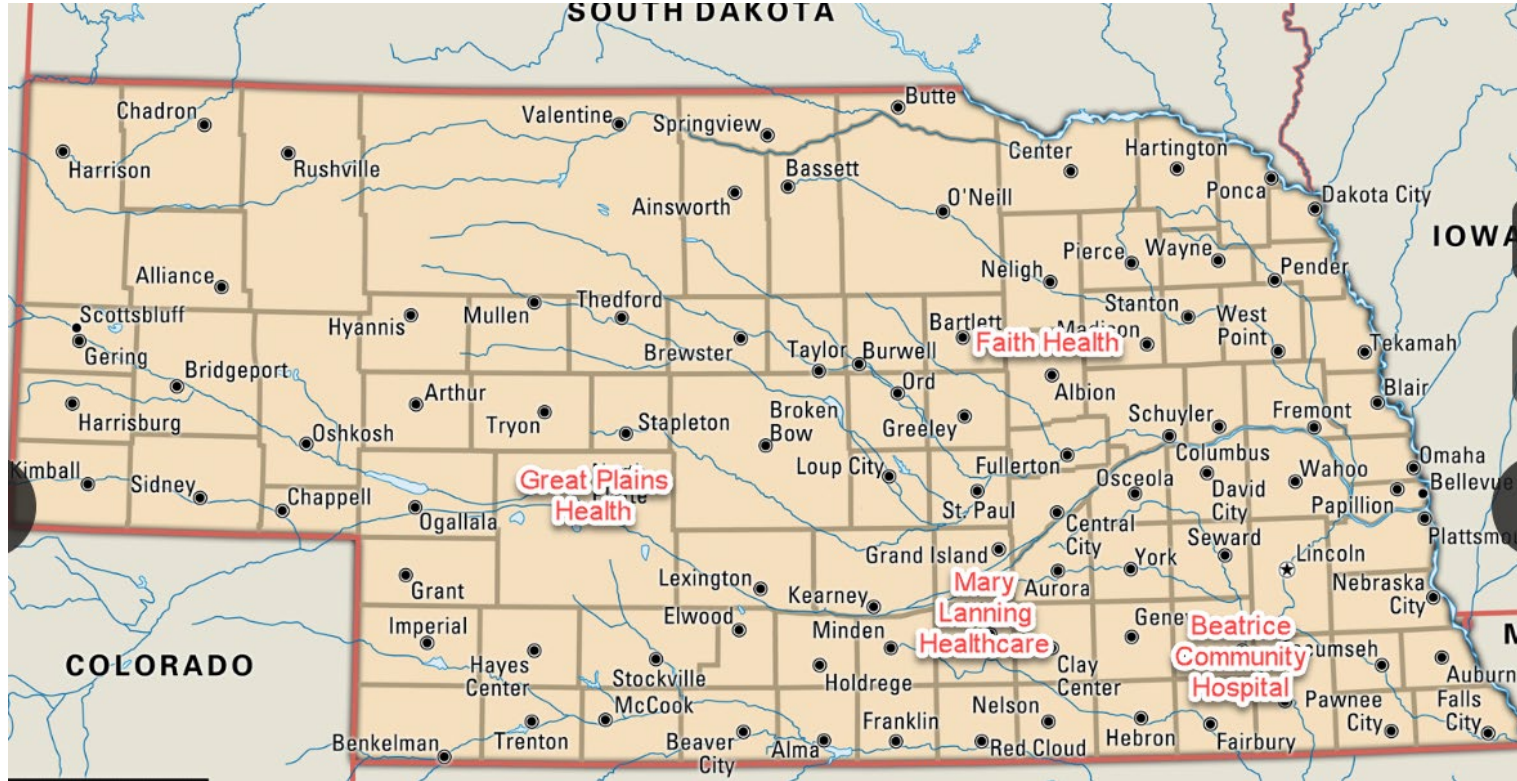 SOUTH DAKOTA
Butte
Chadron
Valentine
Springview
Harrison
Rushville
Center
Hartington
Bassett
Ponca
Dakota City
Ainsworth
O'Neill
IOWA
Pierce
Wayne
Alliance
Neligh
Pender
Scottsbluff
Hyannis
Mullen
Thedford
Stanton
West
Point
Bartlett
Madison
Faith Health
Gering
Brewster
Taylor
Burwell
Tekamah
Bridgeport
Ord
Albion
Blair
Arthur
Harrisburg
Tryon
Stapleton
Broken
Bow
Greeley
Schuyler
Fremont
Oshkosh
Columbus
Omaha
Kimball
Sidney
Chappell
Great Plains
Health
Loup City
Fullerton
Osceola
David
City
Wahoo
Bellevue
Papillion
Ogallala
St. Paul
Central
City
Seward
Plattsmo
Grand Island
Lincoln
Grant
Lexington
Kearney
Mary
Lanning
Healthcare
Aurora
York
Nebraska
City
Imperial
Elwood
Minden
Gene
Beatrice
Community
Hospital
cumseh
COLORADO
Hayes
Center
Stockville
Holdrege
Clay
Center
Auburn
McCook
Franklin
Nelson
Pawnee
City
Falls
City
Benkelman
Trenton
Beaver
City
Alma
Red Cloud
Hebron
Fairbury